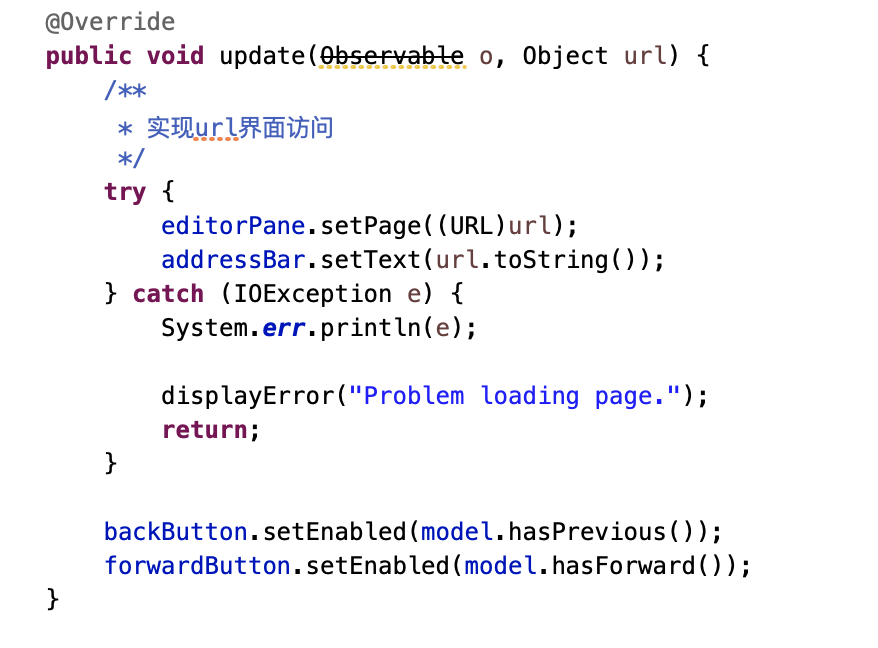 @Override
public void update(Observable o, Object url) {
    /**
     * 实现url界面访问
     */
    try {
        editorPane.setPage((URL)url);
        addressBar.setText(url.toString());
    } catch (IOException e) {
        System.err.println(e);

        displayError("Problem loading page.");
        return;
    }

    backButton.setEnabled(model.hasPrevious());
    forwardButton.setEnabled(model.hasForward());
}